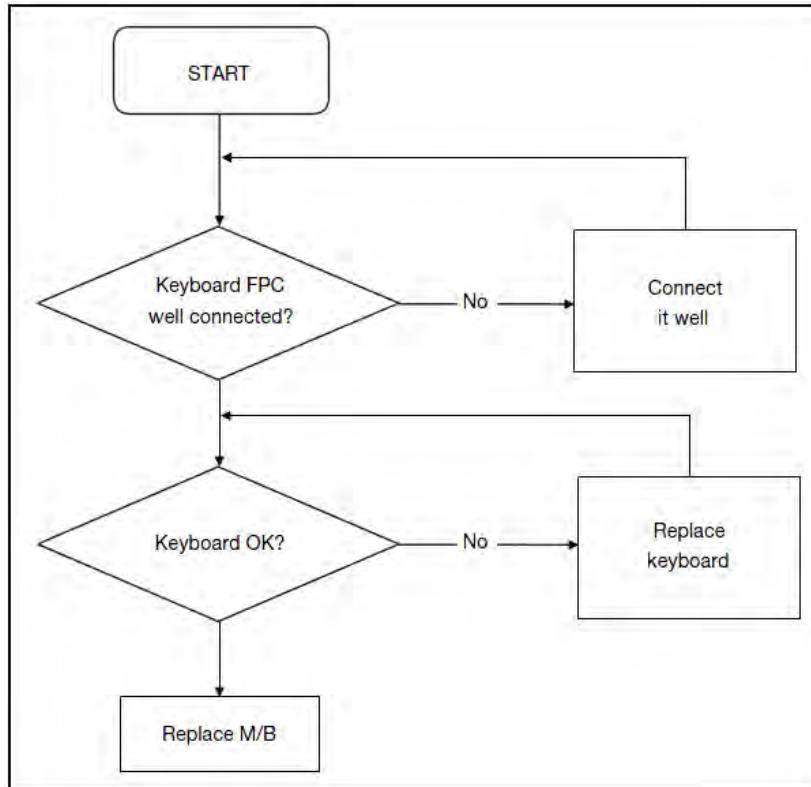 START
Keyboard FPC
well connected?
No
Connect
it well
Keyboard OK?
No
Replace
keyboard
Replace M/B